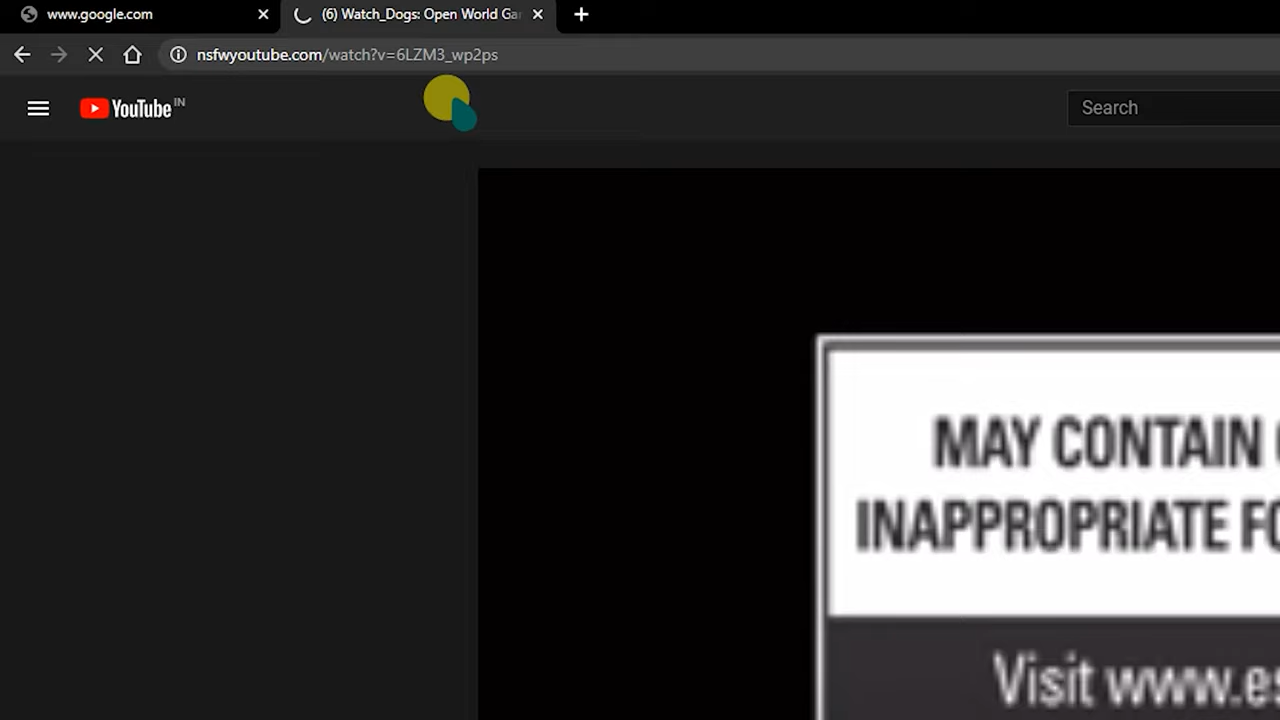 www.google.com
(6) Watch_Dogs: Open World Ga
nsfwyoutube.com/watch?v=6LZM3_wp2ps
YouTube IN
Search
MAY CONTAIN
INAPPROPRIATE
Visit www.es